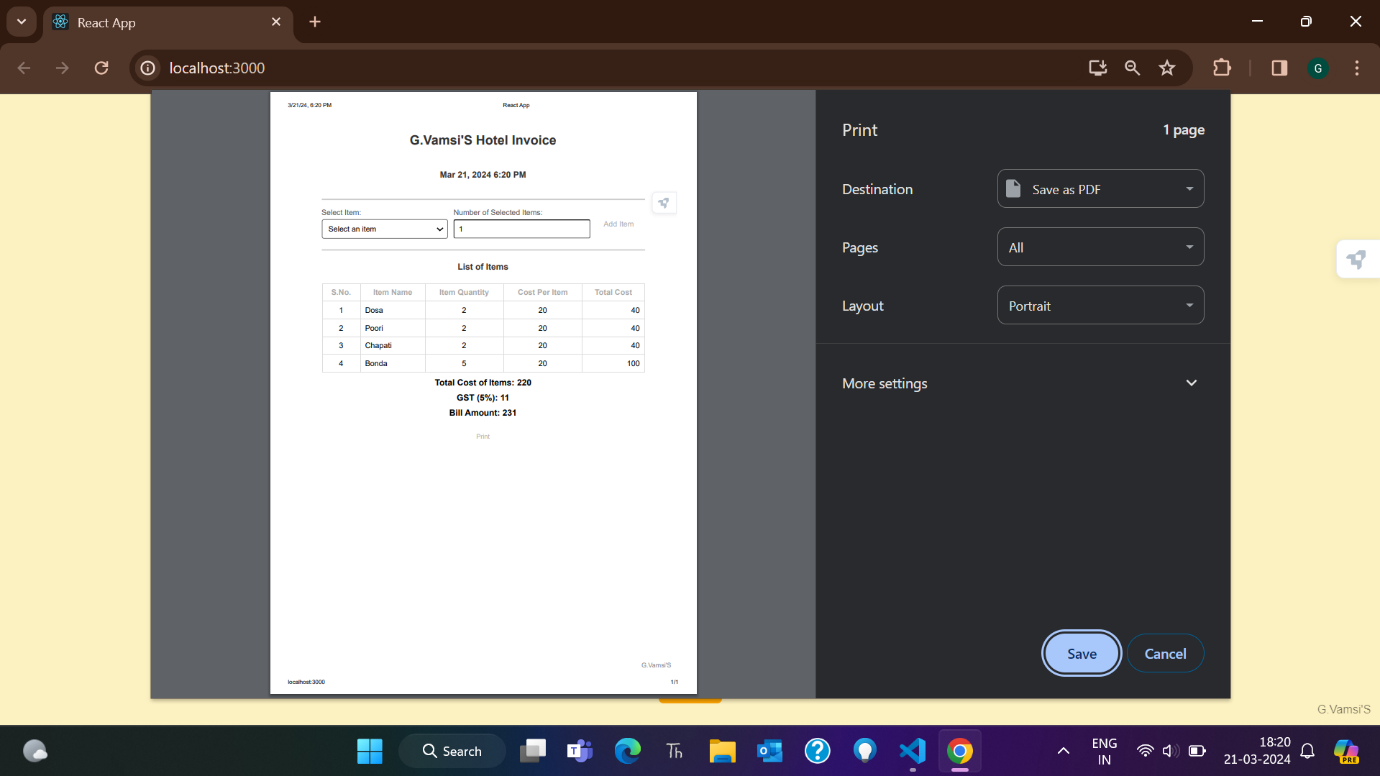 React App
localhost:3000
G
3/21/24, 6:20 PM React App
G.Vamsi'S Hotel Invoice
Mar 21, 2024 6:20 PM
Select Item: Number of Selected Items:
Select an item 1 Add Item
List of Items
S.No. Item Name Item Quantity Cost Per Item Total Cost
1 Dosa 2 20 40
2 Poori 2 20 40
3 Chapati 2 20 40
4 Bonda 5 20 100
Total Cost of Items: 220
GST (5%): 11
Bill Amount: 231
Print
G.Vamsi'S
localhost:3000 1/1
Print 1 page
Destination Save as PDF
Pages All
Layout Portrait
More settings
Save Cancel
G.Vamsi'S
Search
ENG
IN
18:20
21-03-2024
PRE